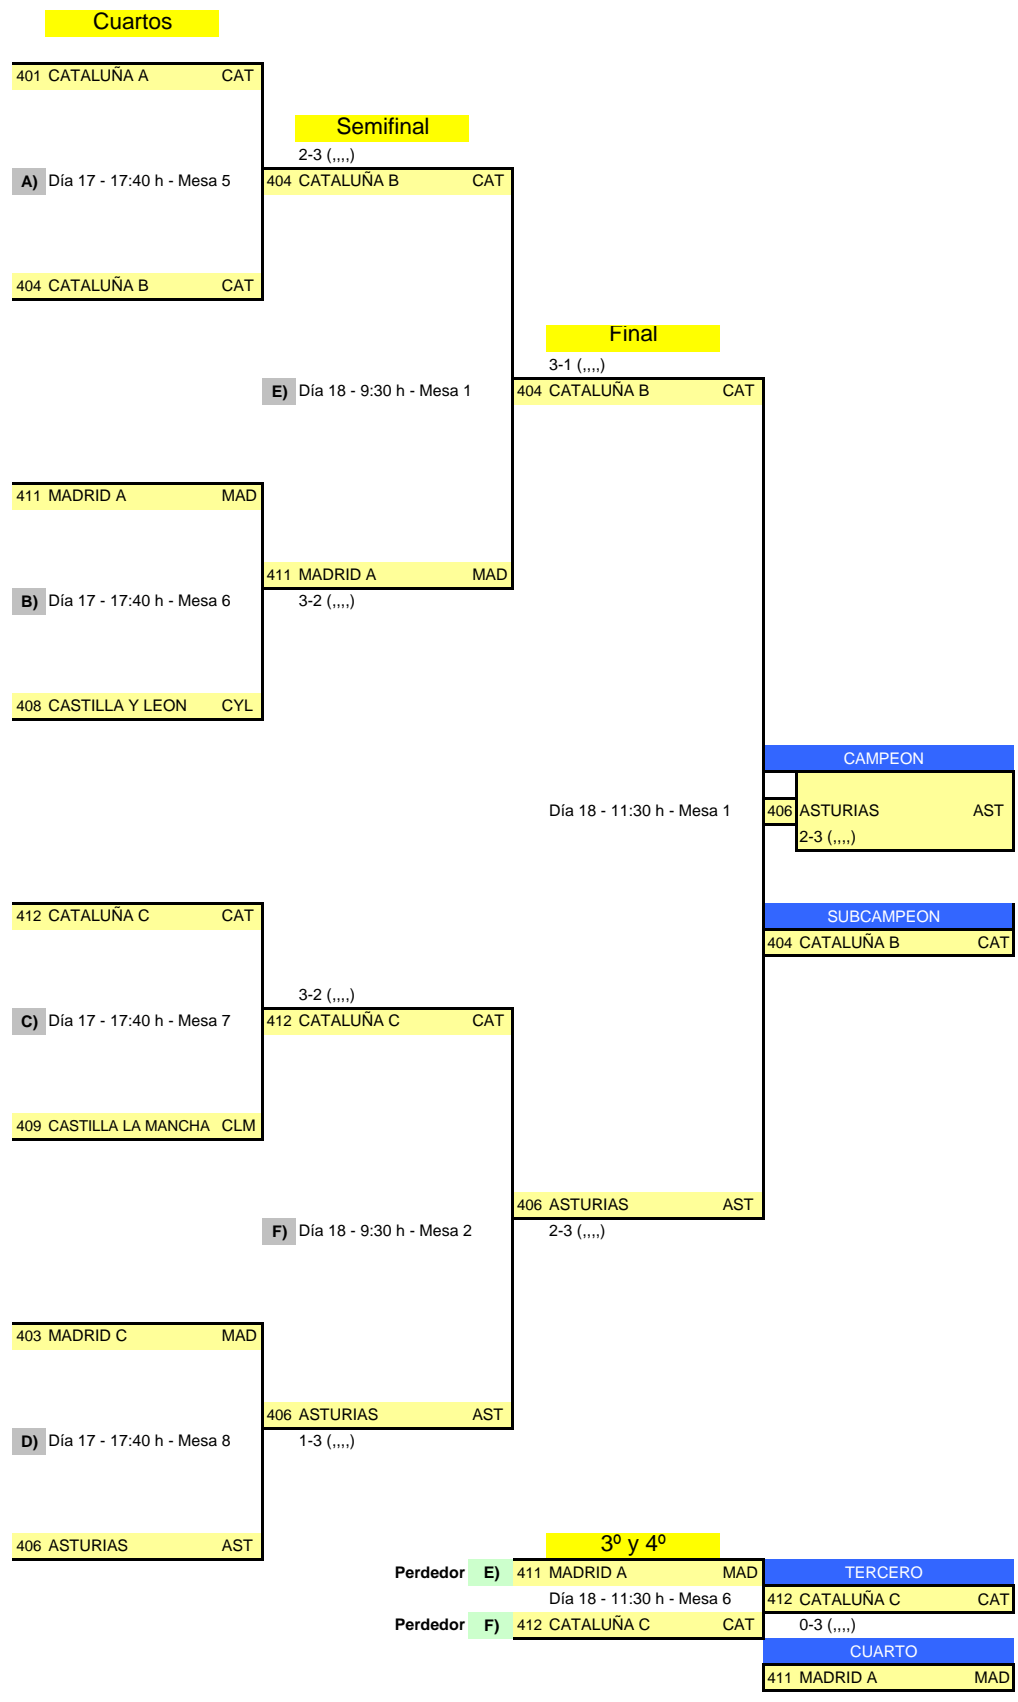 Cuartos
401 CATALUÑA A CAT
Semifinal
2-3 (,,,,)
A) Día 17 - 17:40 h - Mesa 5
404 CATALUÑA B CAT
404 CATALUÑA B CAT
Final
3-1 (,,,,)
E) Día 18 - 9:30 h - Mesa 1
404 CATALUÑA B CAT
411 MADRID A MAD
411 MADRID A MAD
B) Día 17 - 17:40 h - Mesa 6
3-2 (,,,,)
408 CASTILLA Y LEON CYL
CAMPEON
Día 18 - 11:30 h - Mesa 1
406 ASTURIAS AST
2-3 (,,,,)
412 CATALUÑA C CAT
SUBCAMPEON
404 CATALUÑA B CAT
3-2 (,,,,)
C) Día 17 - 17:40 h - Mesa 7
412 CATALUÑA C CAT
409 CASTILLA LA MANCHA CLM
406 ASTURIAS AST
F) Día 18 - 9:30 h - Mesa 2
2-3 (,,,,)
403 MADRID C MAD
406 ASTURIAS AST
D) Día 17 - 17:40 h - Mesa 8
1-3 (,,,,)
406 ASTURIAS AST
3º y 4º
Perdedor E) 411 MADRID A MAD
TERCERO
Día 18 - 11:30 h - Mesa 6
412 CATALUÑA C CAT
Perdedor F) 412 CATALUÑA C CAT
0-3 (,,,,)
CUARTO
411 MADRID A MAD